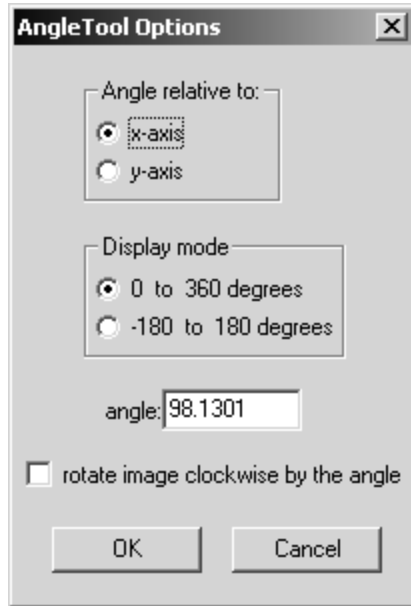 AngleTool Options
Angle relative to:
x-axis
y-axis
Display mode
0 to 360 degrees
-180 to 180 degrees
angle: 98.1301
rotate image clockwise by the angle
OK Cancel